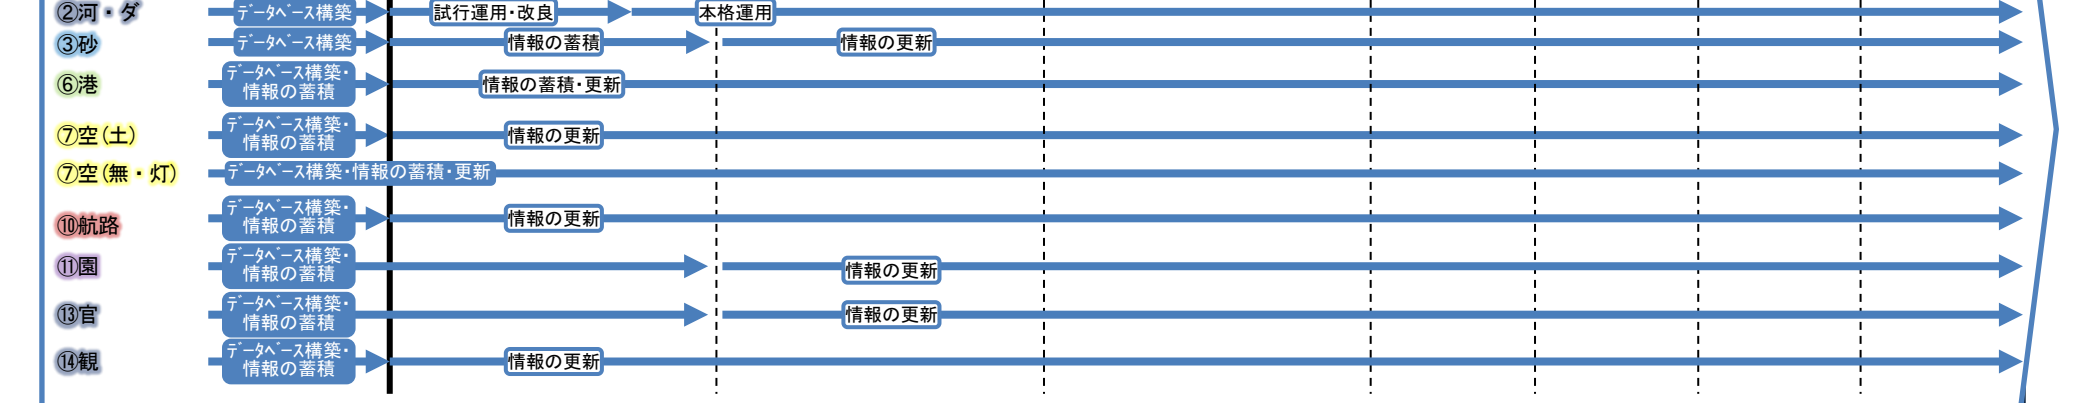 ②河・ダ データベース構築 試行運用・改良 本格運用
③砂 データベース構築 情報の蓄積 情報の更新
⑥港 データベース構築・
情報の蓄積 情報の蓄積・更新
⑦空(土) データベース構築・
情報の蓄積 情報の更新
⑦空(無・灯) データベース構築・情報の蓄積・更新
⑩航路 データベース構築・
情報の蓄積 情報の更新
⑪園 データベース構築・
情報の蓄積 情報の更新
⑬官 データベース構築・
情報の蓄積 情報の更新
⑭観 データベース構築・
情報の蓄積 情報の更新